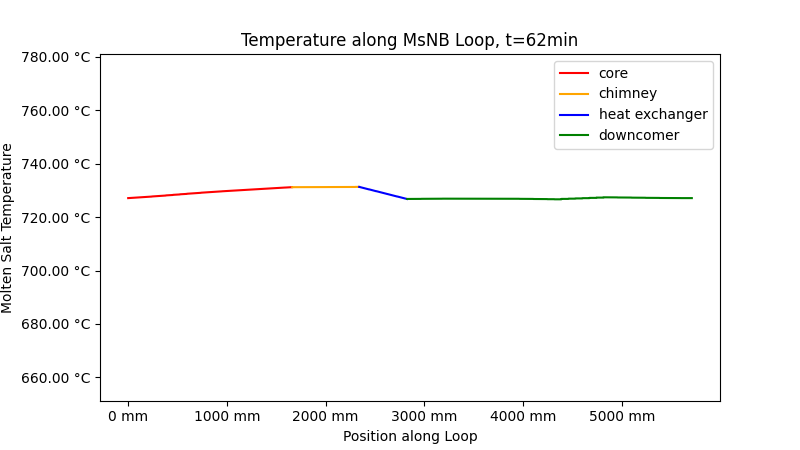 Temperature along MsNB Loop, t=62min
780.00 °C
760.00 °C
740.00 °C
720.00 °C
700.00 °C
680.00 °C
660.00 °C
Molten Salt Temperature
core
chimney
heat exchanger
downcomer
0 mm 1000 mm 2000 mm 3000 mm 4000 mm 5000 mm
Position along Loop